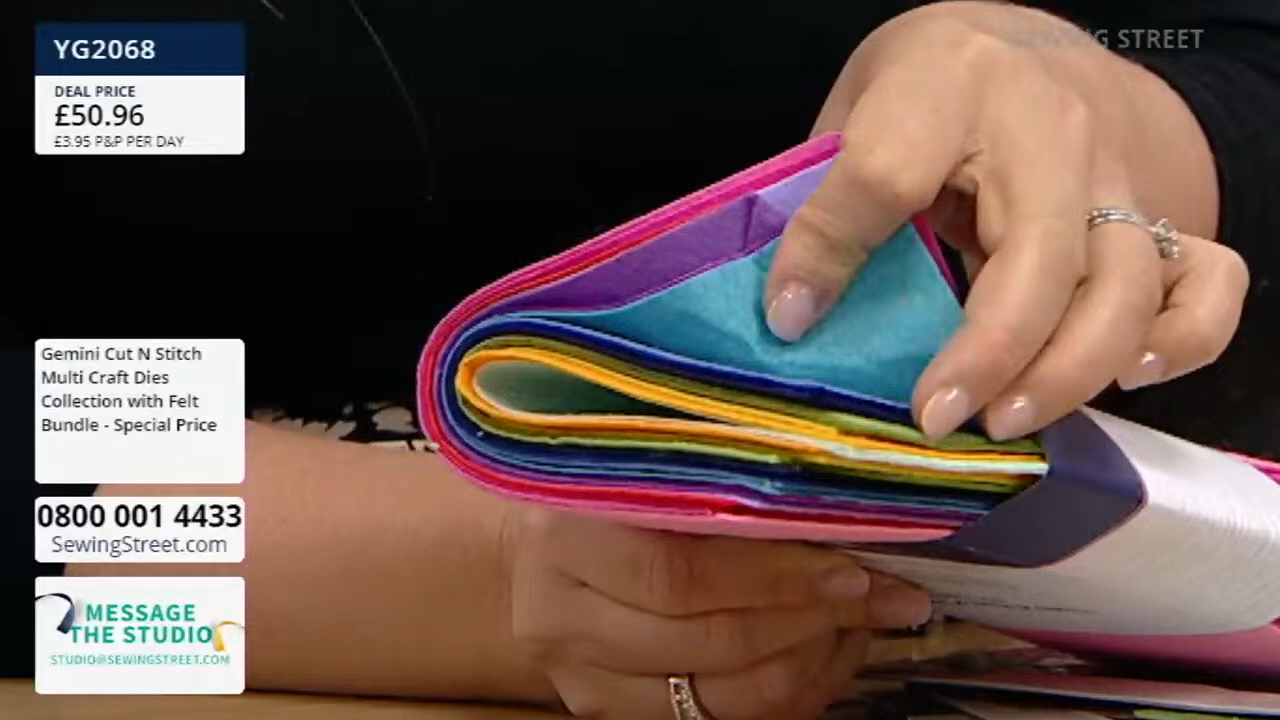 YG2068
DEAL PRICE
£50.96
£3.95 P&P PER DAY
STREET
Gemini Cut N Stitch
Multi Craft Dies
Collection with Felt
Bundle - Special Price
0800 001 4433
SewingStreet.com
MESSAGE
THE STUDIO
STUDIO@SEWINGSTREET.COM